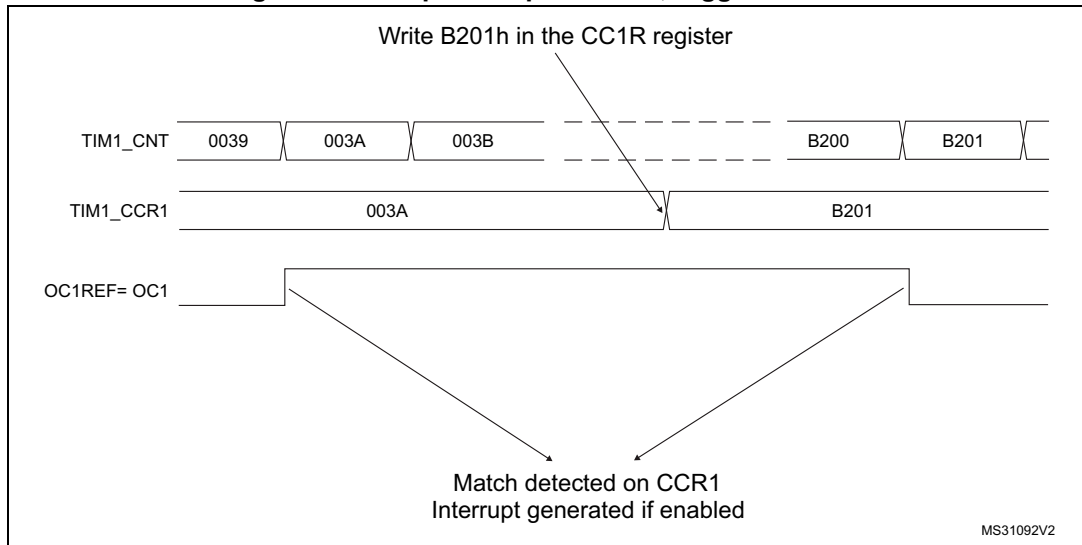 Write B201h in the CC1R register
TIM1_CNT 0039 003A 003B B200 B201
TIM1_CCR1 003A B201
OC1REF= OC1
Match detected on CCR1
Interrupt generated if enabled
MS31092V2